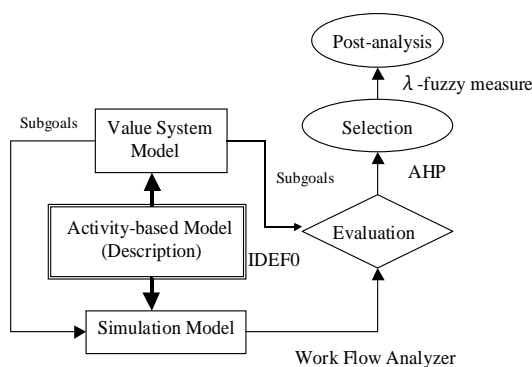 Post-analysis
λ -fuzzy measure
Selection
Subgoals
Value System
Model
Subgoals
AHP
Activity-based Model
(Description)
IDEF0
Evaluation
Simulation Model
Work Flow Analyzer